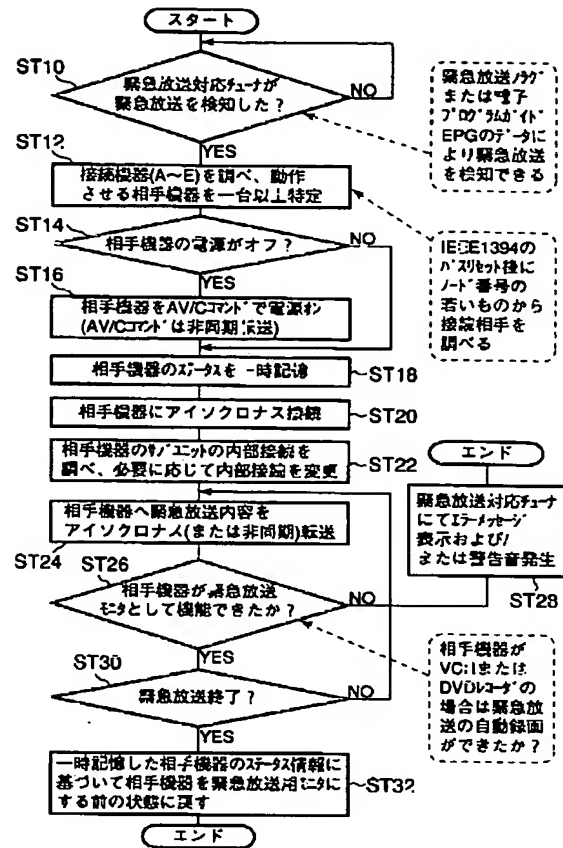 スタート
ST10
緊急放送対応チューナが
緊急放送を検知した?
NO
YES
緊急放送フラグ
または電子
プログラムガイド
EPGのデータに
より緊急放送
を検知できる
ST12
接続機器(A~E)を調べ、動作
させる相手機器を一台以上特定
ST14
相手機器の電源がオフ?
NO
YES
IEEE1394の
バスリセット後に
ノード番号の
若いものから
接続相手を
調べる
ST16
相手機器をAV/Cコマンドで電源オン
(AV/Cコマンドは非同期転送)
相手機器のステータスを一時記憶
ST18
相手機器にアイソクロナス接続
ST20
相手機器のサブユニットの内部接続を
調べ、必要に応じて内部接続を変更
ST22
エンド
相手機器へ緊急放送内容を
アイソクロナス(または非同期)転送
ST24
緊急放送対応チューナ
にてエラーメッセージ
表示および/
または警告音発生
ST28
ST26
相手機器が緊急放送
モニタとして機能できたか?
NO
YES
相手機器が
VCRまたは
DVDレコーダの
場合は緊急放
送の自動録画
ができたか?
ST30
緊急放送終了?
NO
YES
一時記憶した相手機器のステータス情報に
基づいて相手機器を緊急放送用モニタに
する前の状態に戻す
ST32
エンド